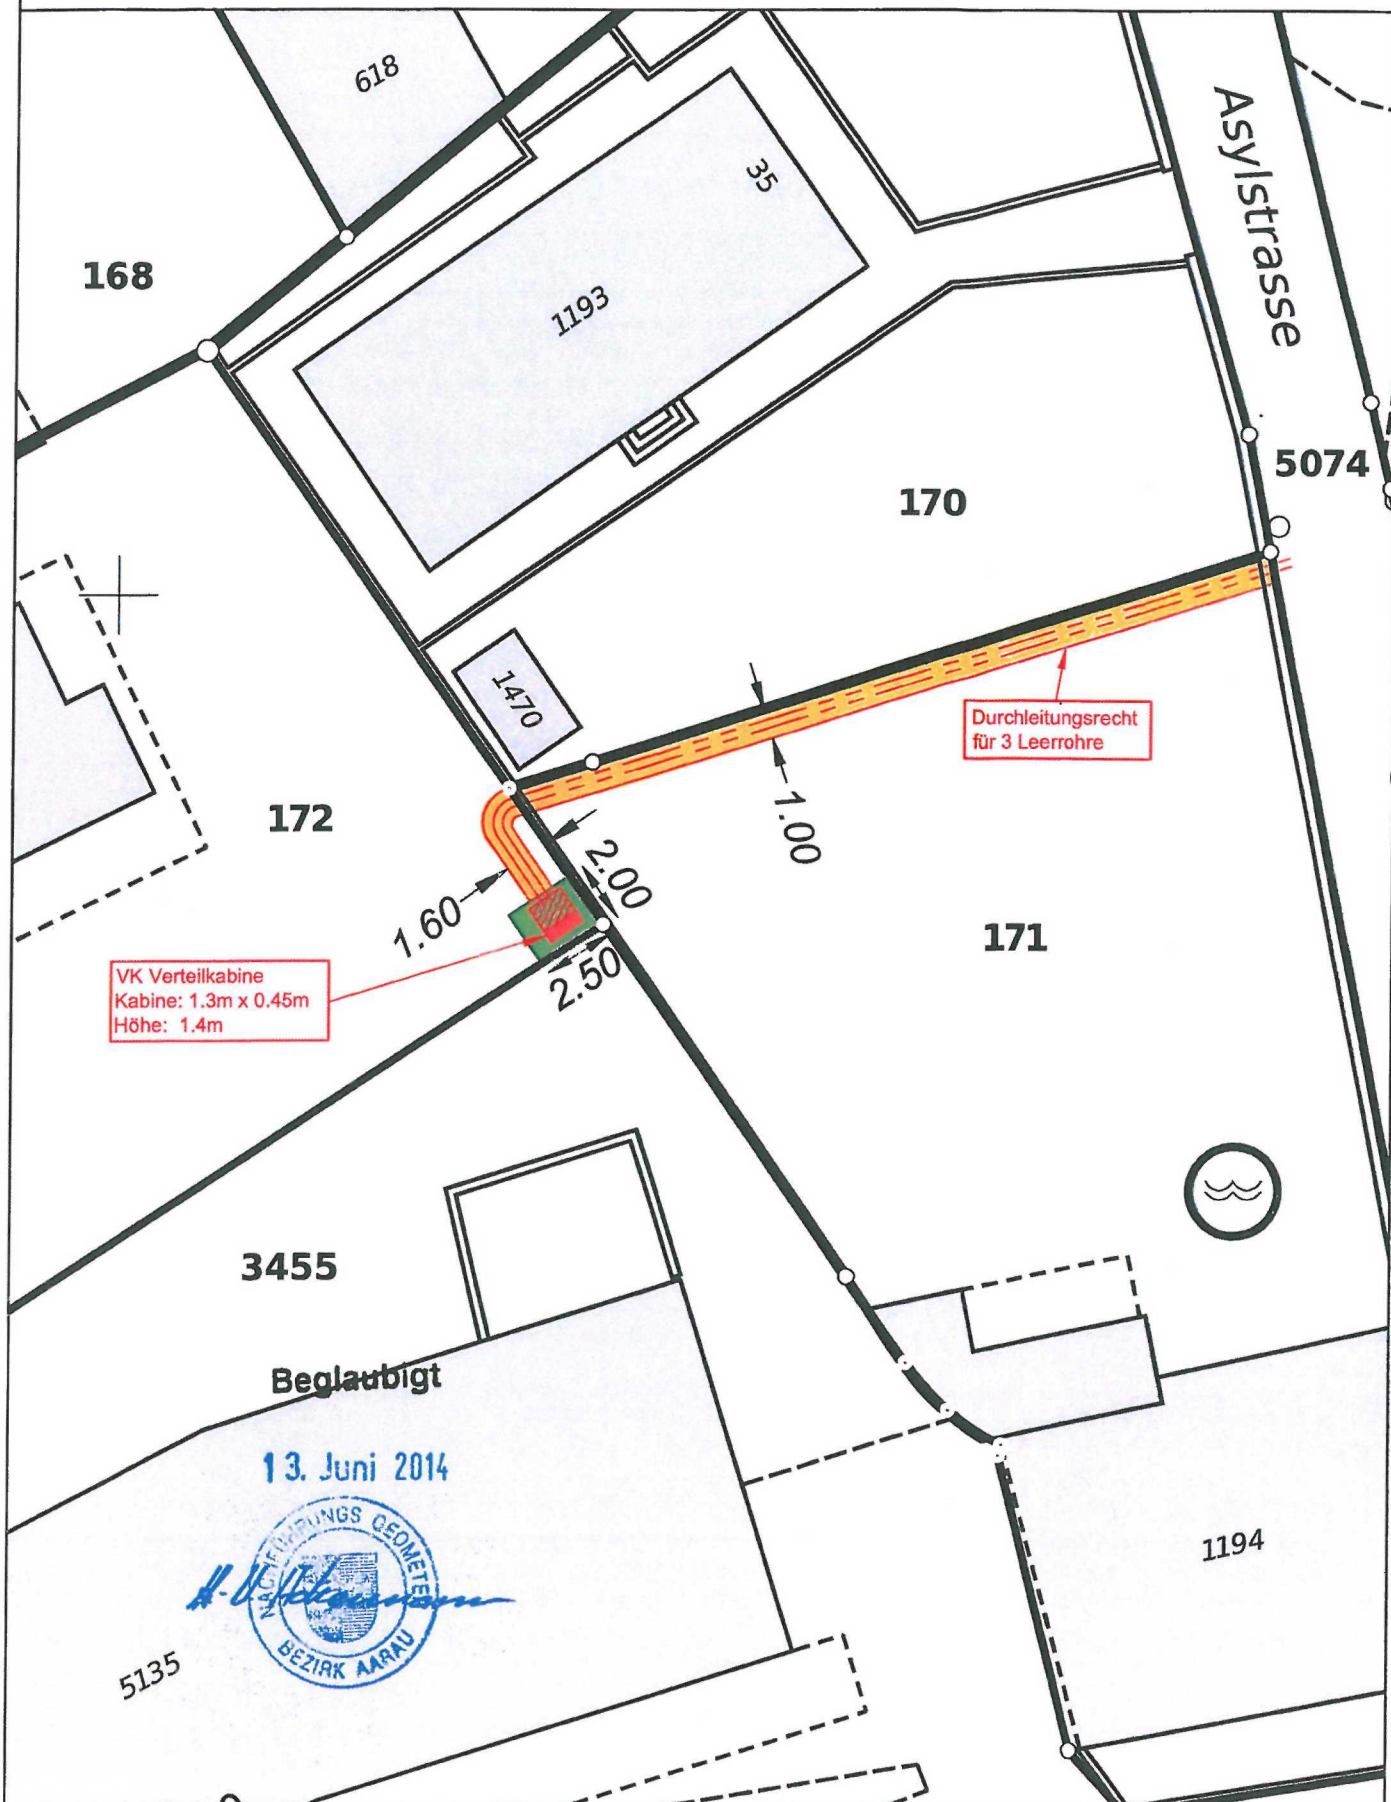 618
Asylstrasse
35
168
1193
5074
170
1470
Durchleitungsrecht
für 3 Leerrohre
172
1.00
2.00
1.60
171
VK Verteilkabine
Kabine: 1.3m x 0.45m
Höhe: 1.4m
2.50
3455
Beglaubigt
13. Juni 2014
NACHFÜHRUNGS GEOMETER
BEZIRK AARAU
1194
5135